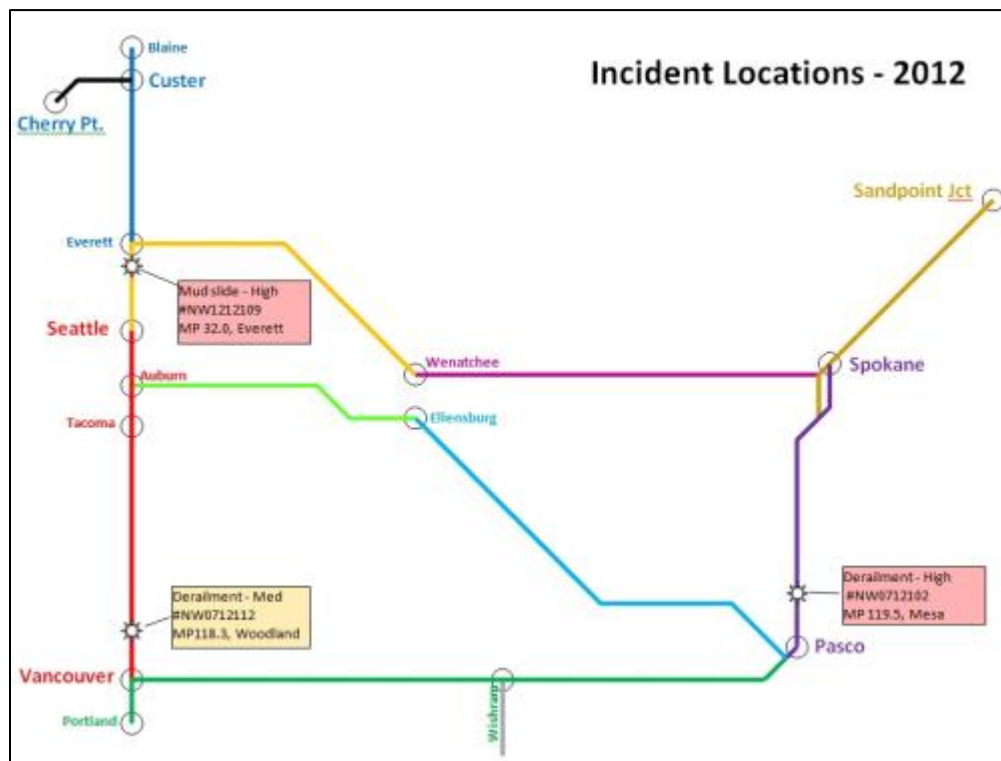 Blaine
Incident Locations - 2012
Custer
Cherry Pt.
Sandpoint Jct
Everett
Mud slide - High
#NW1212109
MP 32.0, Everett
Seattle
Wenatchee
Spokane
Auburn
Tacoma
Ellensburg
Derailment - High
#NW0712102
MP 119.5, Mesa
Derailment - Med
#NW0712112
MP118.3, Woodland
Pasco
Vancouver
Wishram
Portland